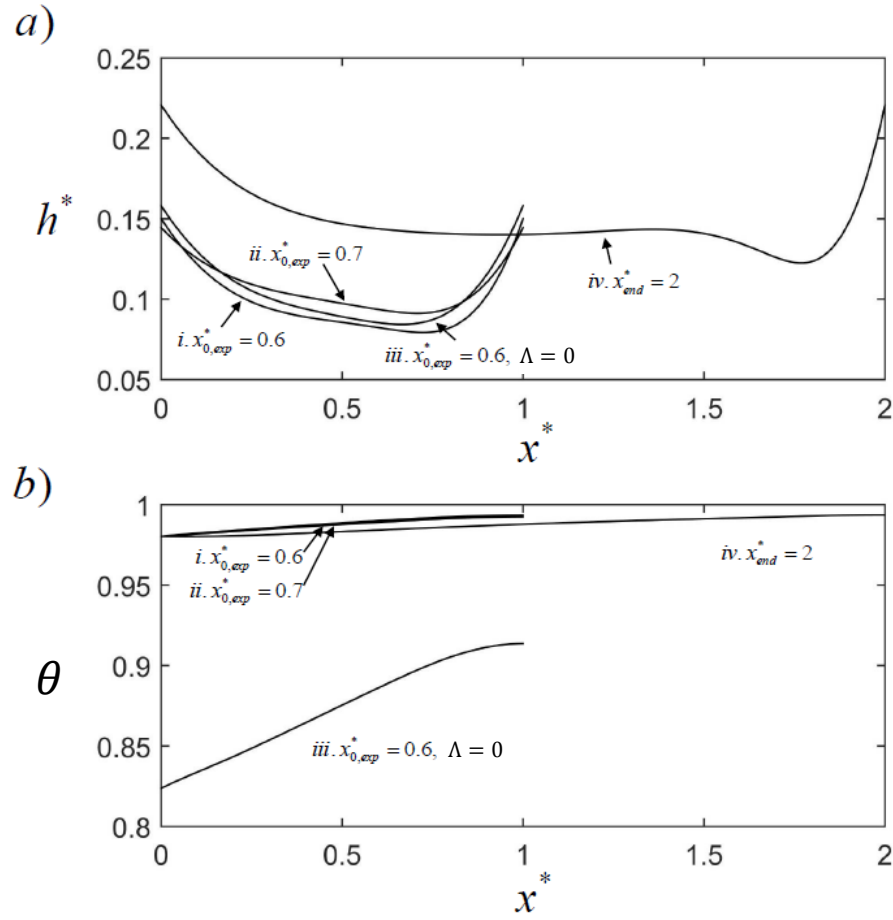 a)
0.25
0.2
0.15
0.1
0.05
h*
ii. x*0,exp = 0.7
i. x*0,exp = 0.6
iii. x*0,exp = 0.6, Λ = 0
iv. x*end = 2
0 0.5 1 1.5 2
x*
b)
1
0.95
0.9
0.85
0.8
θ
i. x*0,exp = 0.6
ii. x*0,exp = 0.7
iv. x*end = 2
iii. x*0,exp = 0.6, Λ = 0
0 0.5 1 1.5 2
x*